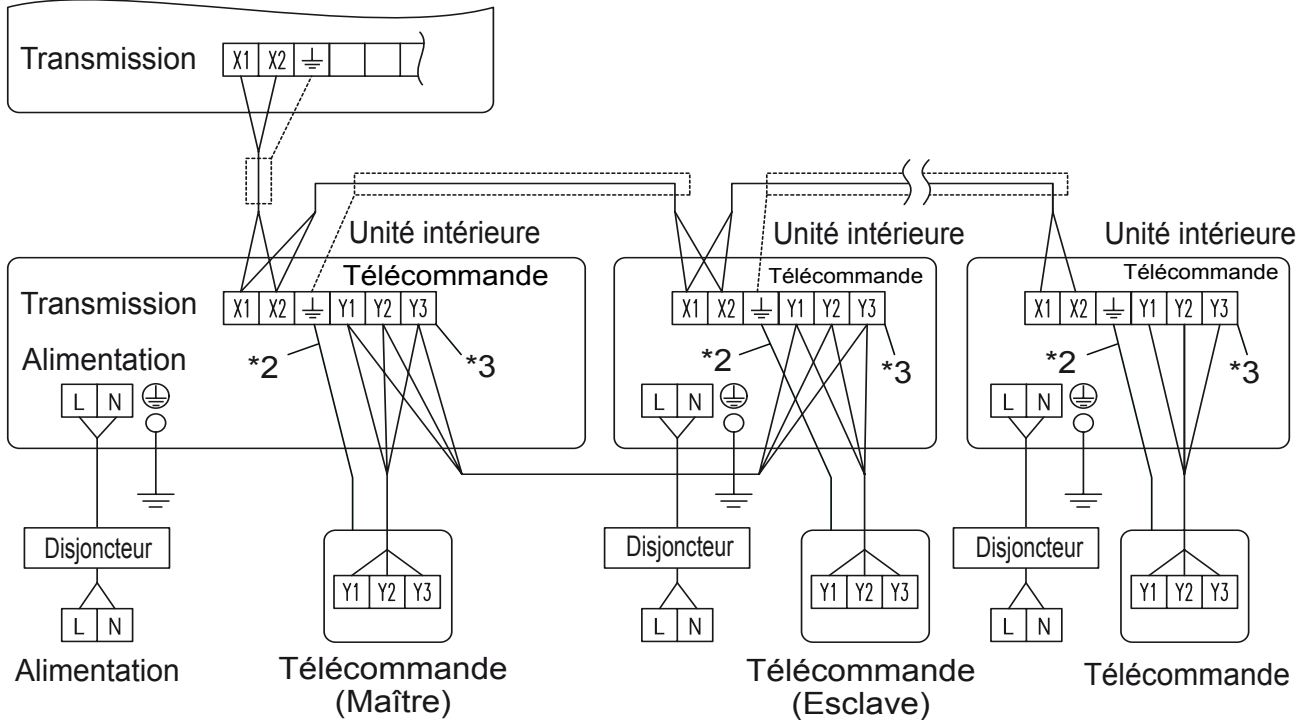 Transmission X1 X2
Unité intérieure Unité intérieure Unité intérieure
Télécommande Télécommande Télécommande
Transmission X1 X2 Y1 Y2 Y3 X1 X2 Y1 Y2 Y3 X1 X2 Y1 Y2 Y3
Alimentation *2 *3 *2 *3 *2 *3
L N L N L N
Disjoncteur Disjoncteur Disjoncteur
Y1 Y2 Y3 Y1 Y2 Y3 Y1 Y2 Y3
L N L N L N
Alimentation Télécommande Télécommande Télécommande
(Maître) (Esclave)